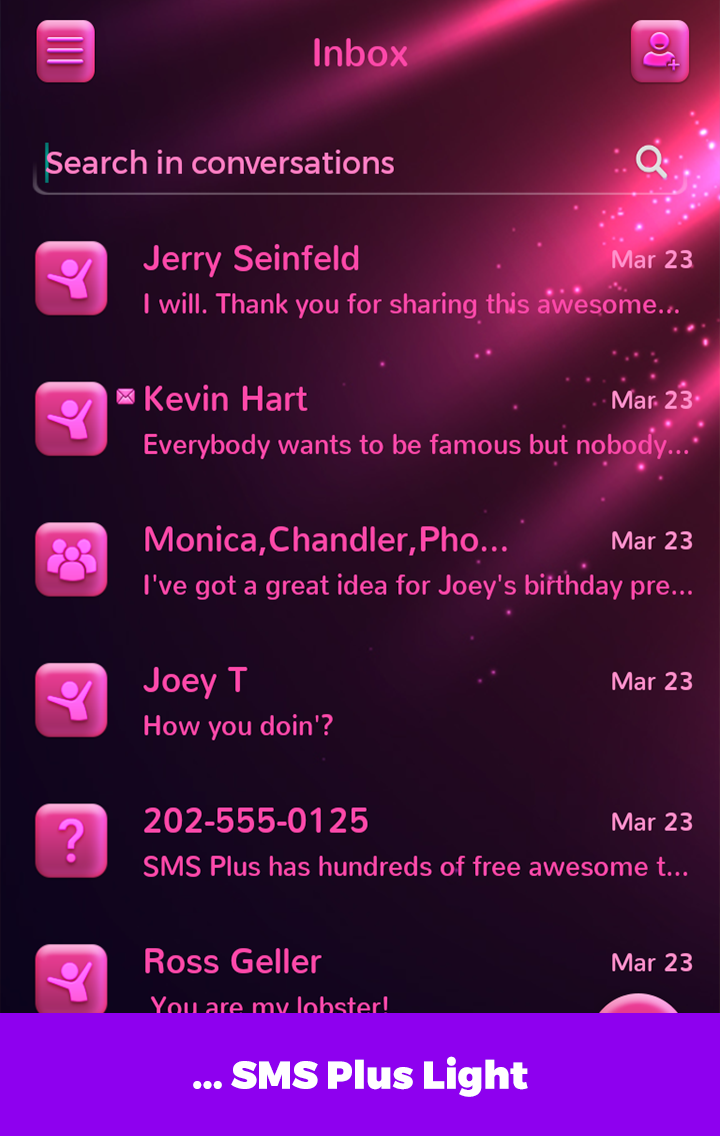 Inbox
Search in conversations
Jerry Seinfeld Mar 23
I will. Thank you for sharing this awesome...
Kevin Hart Mar 23
Everybody wants to be famous but nobody...
Monica,Chandler,Pho... Mar 23
I've got a great idea for Joey's birthday pre...
Joey T Mar 23
How you doin'?
202-555-0125 Mar 23
SMS Plus has hundreds of free awesome t...
Ross Geller Mar 23
You are my lobster!
... SMS Plus Light